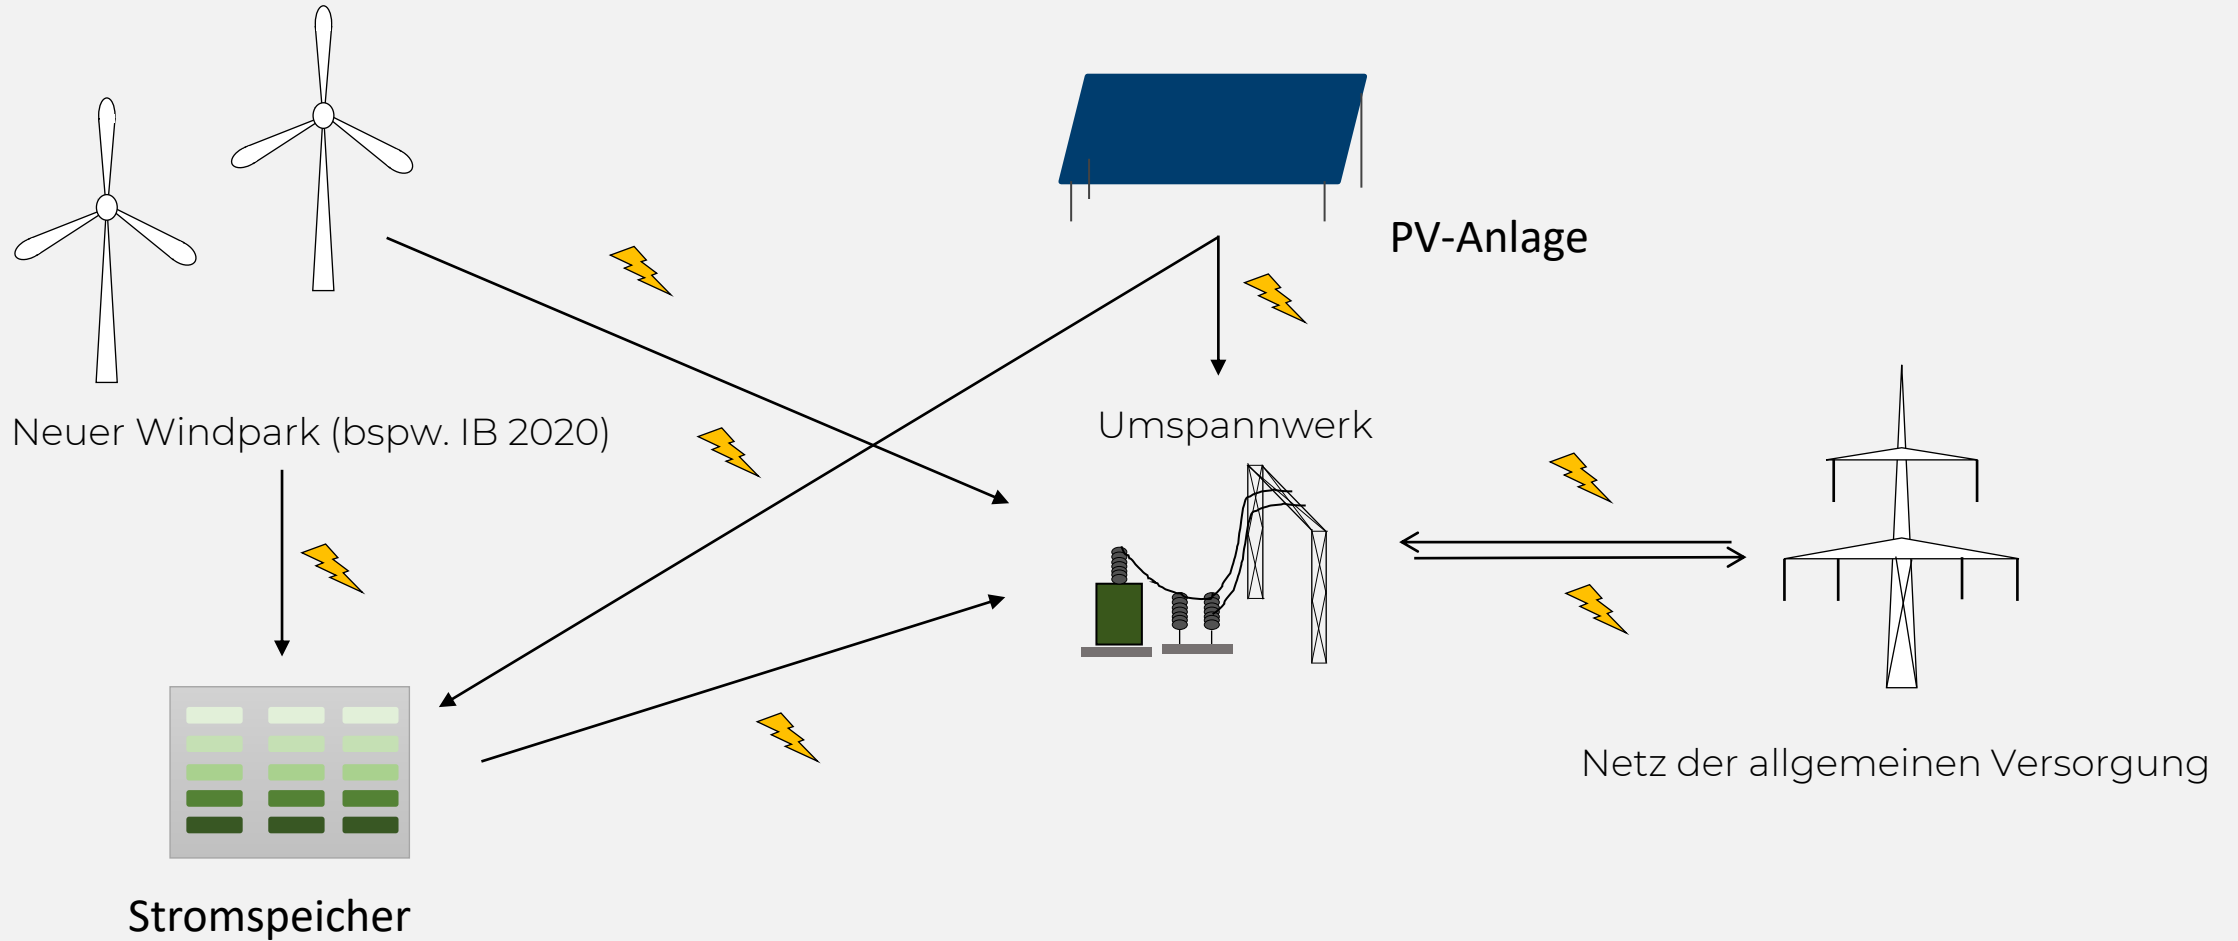 PV-Anlage
Neuer Windpark (bspw. IB 2020)
Umspannwerk
Netz der allgemeinen Versorgung
Stromspeicher